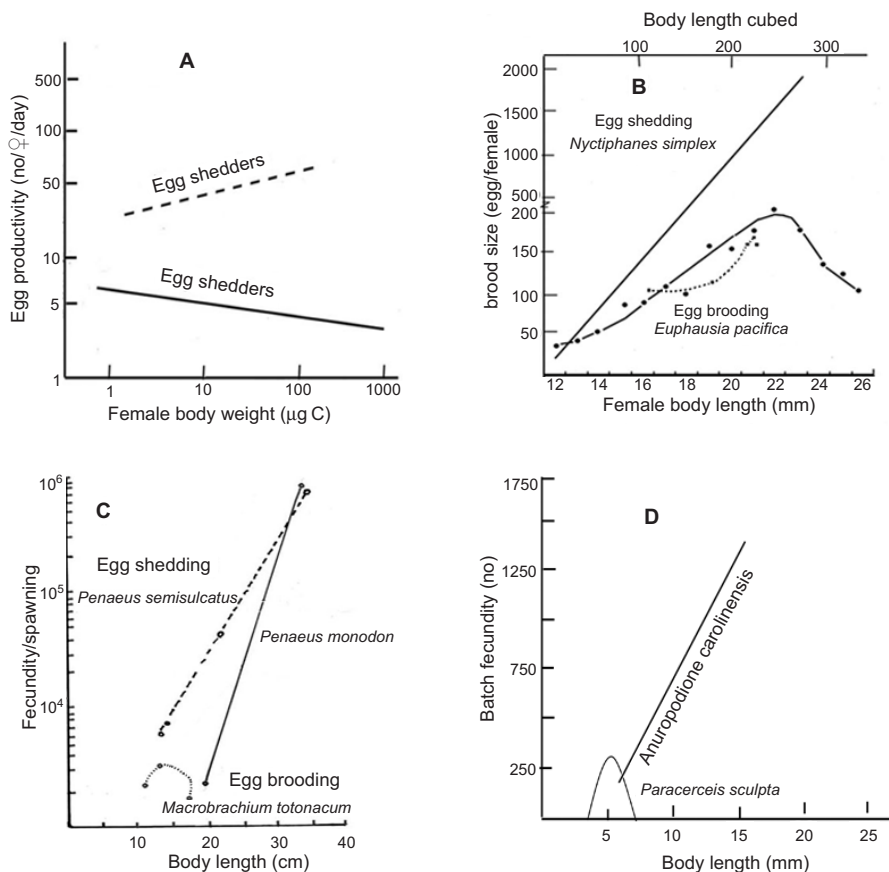 A
Egg productivity (no/♀/day)
500
100
50
10
5
1
Egg shedders
Egg shedders
1
10
100
1000
Female body weight (µg C)
Body length cubed
100
200
300
B
brood size (egg/female)
2000
1500
1000
500
200
150
100
50
Egg shedding
Nyctiphanes simplex
Egg brooding
Euphausia pacifica
12 14 16 18 20 22 24 26
Female body length (mm)
C
Fecundity/spawning
10⁶
10⁵
10⁴
Egg shedding
Penaeus semisulcatus
Penaeus monodon
Egg brooding
Macrobrachium totonacum
10 20 30 40
Body length (cm)
D
Batch fecundity (no)
1750
1250
750
250
Anuropodione carolinensis
Paracerceis sculpta
5 10 15 20 25
Body length (mm)